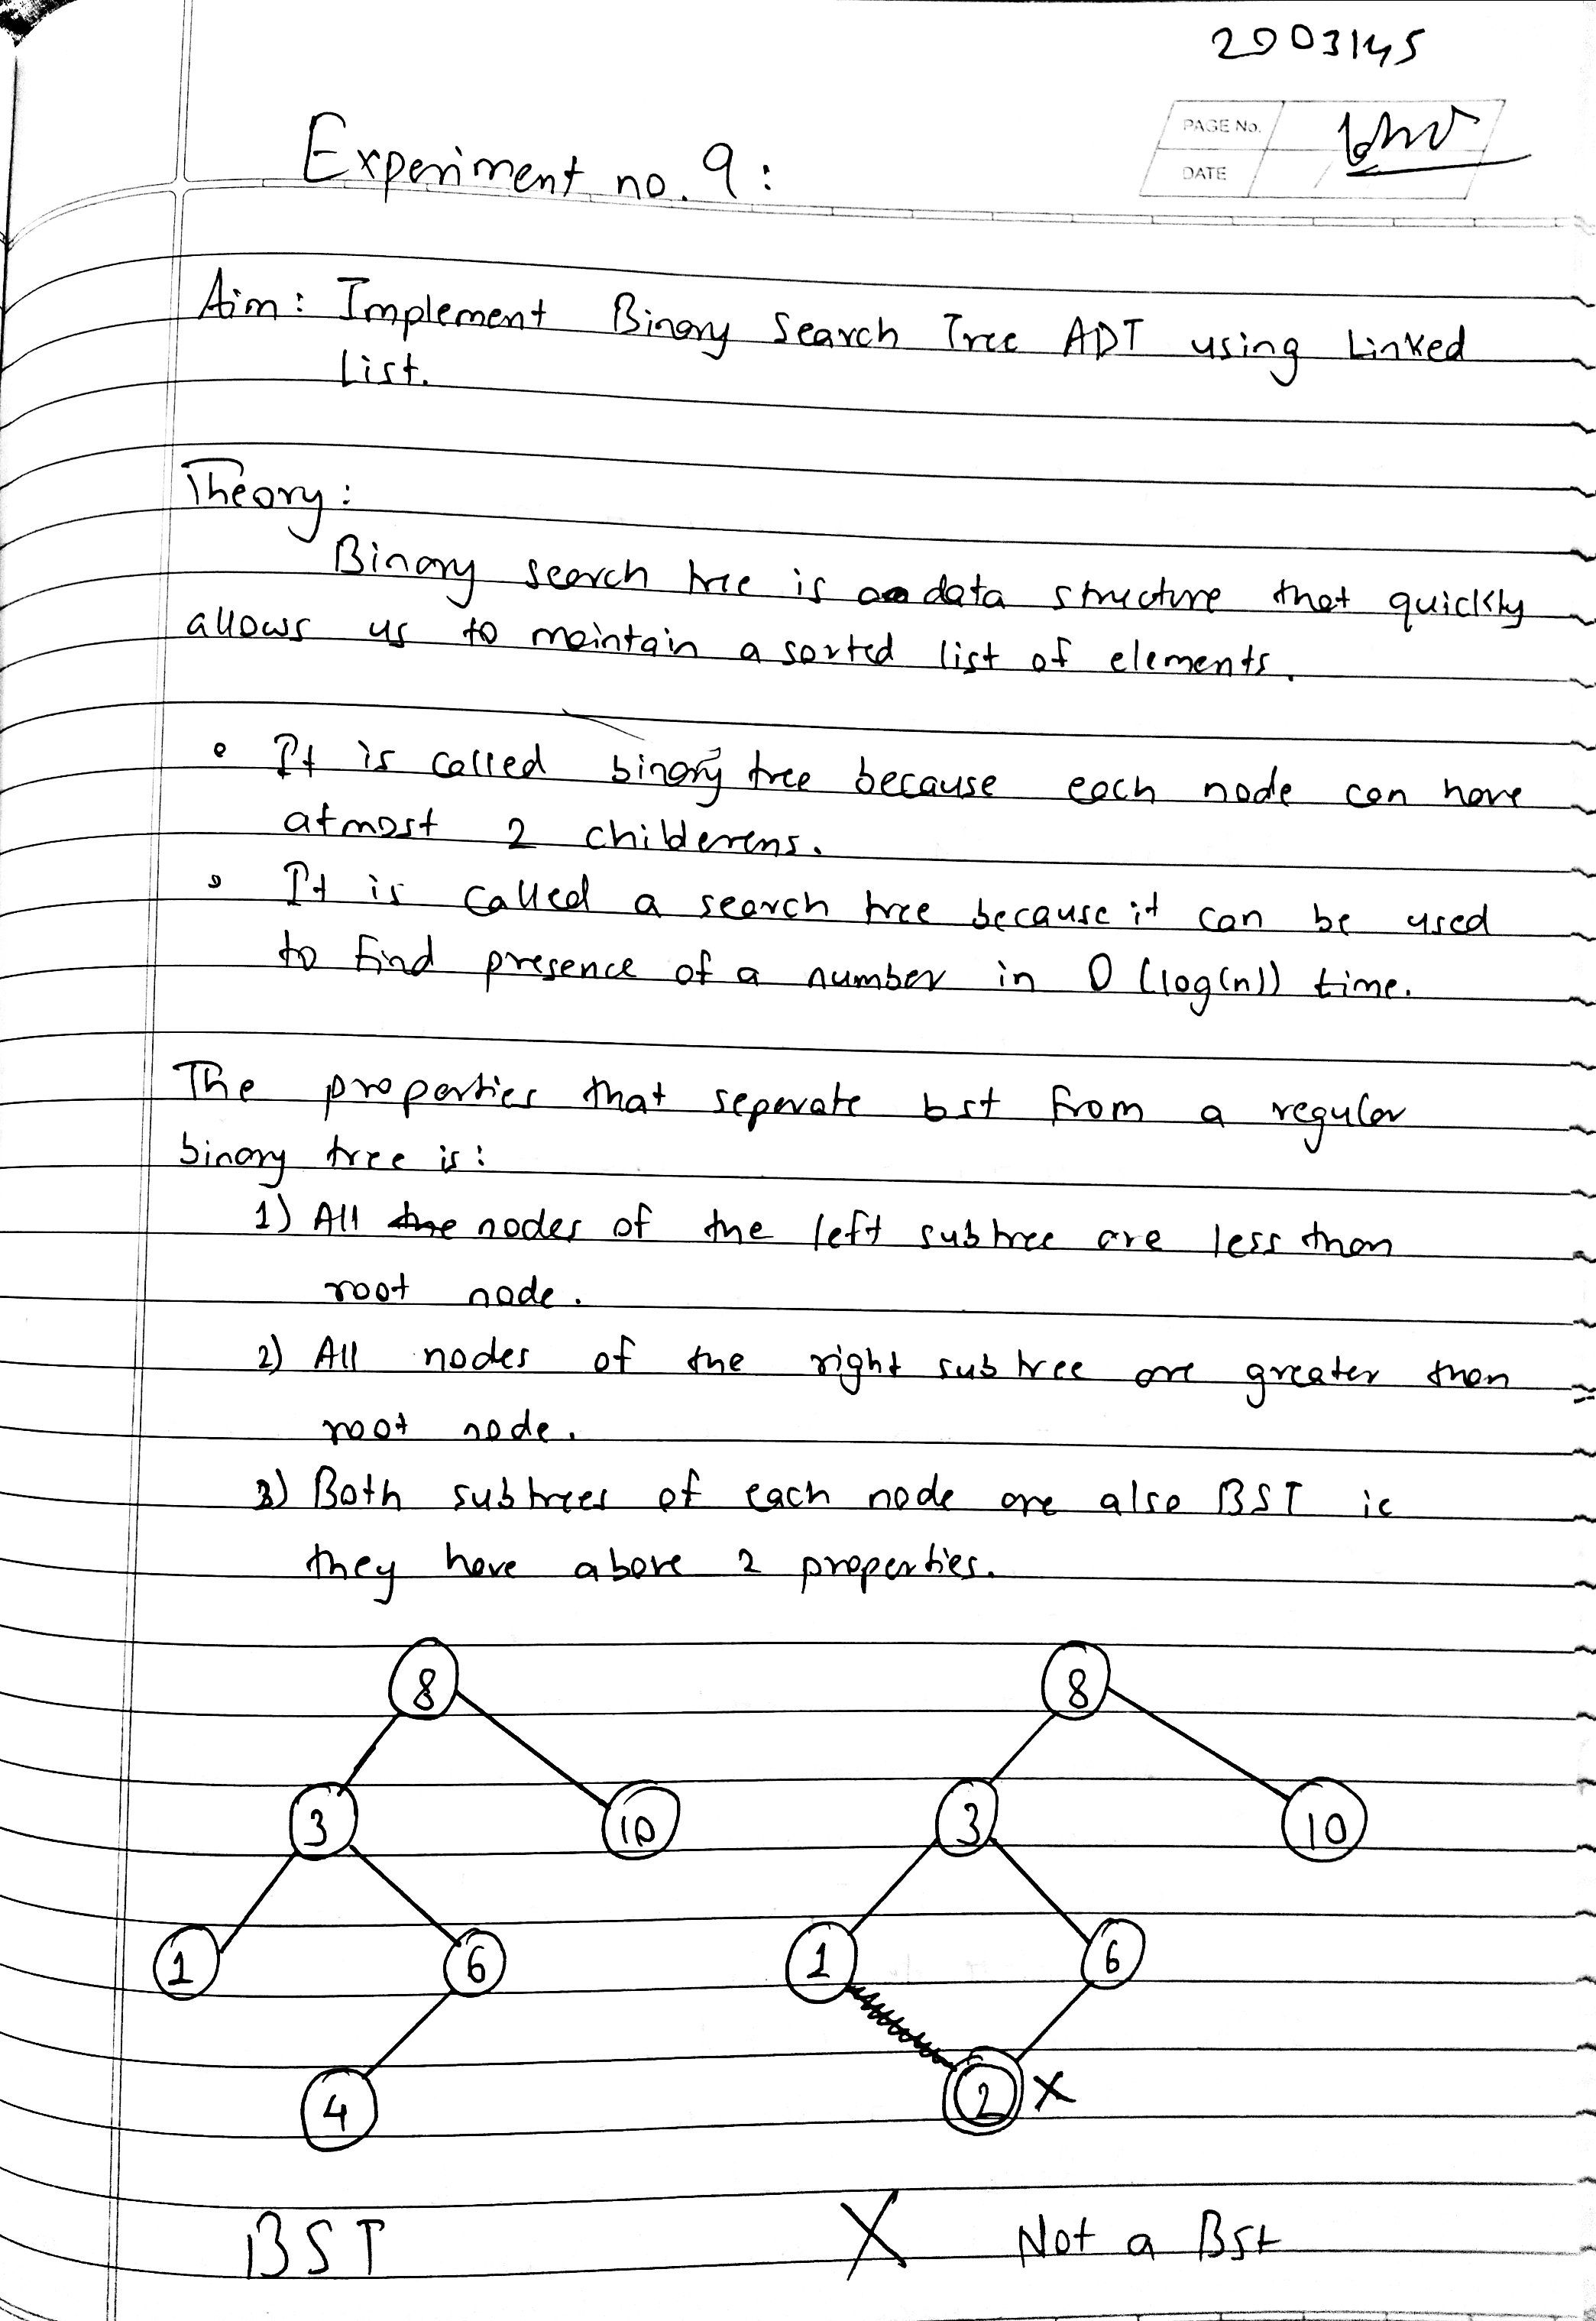 2003145
PAGE No.
DATE
Experiment no. 9:
Aim: Implement Binary Search Tree ADT using Linked
List.
Theory:
Binary search tree is a data structure that quickly
allows us to maintain a sorted list of elements.
• It is called binary tree because each node can have
atmost 2 childerens.
• It is called a search tree because it can be used
to find presence of a number in O (log(n)) time.
The properties that seperate bst from a regular
binary tree is:
1) All the nodes of the left subtree are less than
root node.
2) All nodes of the right subtree are greater than
root node.
3) Both subtrees of each node are also BST ie
they have above 2 properties.
8 8
3 10 3 10
1 6 1 6
4 2 X
BST X Not a Bst